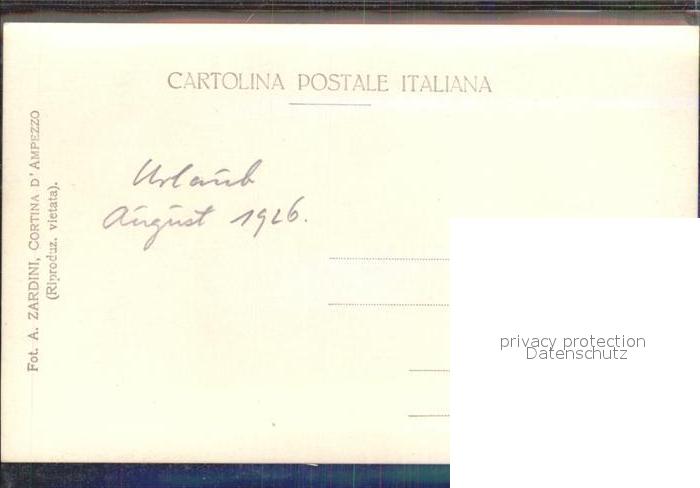 CARTOLINA POSTALE ITALIANA
Urlaub
August 1926.
Fot. A. ZARDINI, CORTINA D'AMPEZZO
(Riproduz. vietata).
privacy protection
Datenschutz